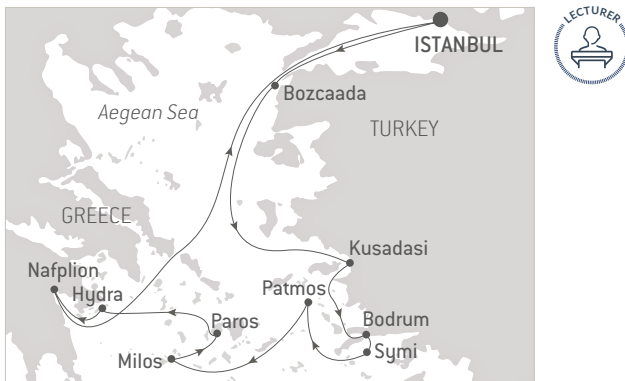 LECTURER
ISTANBUL
Bozcaada
Aegean Sea
TURKEY
GREECE
Kusadasi
Nafplion
Patmos
Hydra
Paros
Bodrum
Milos
Symi